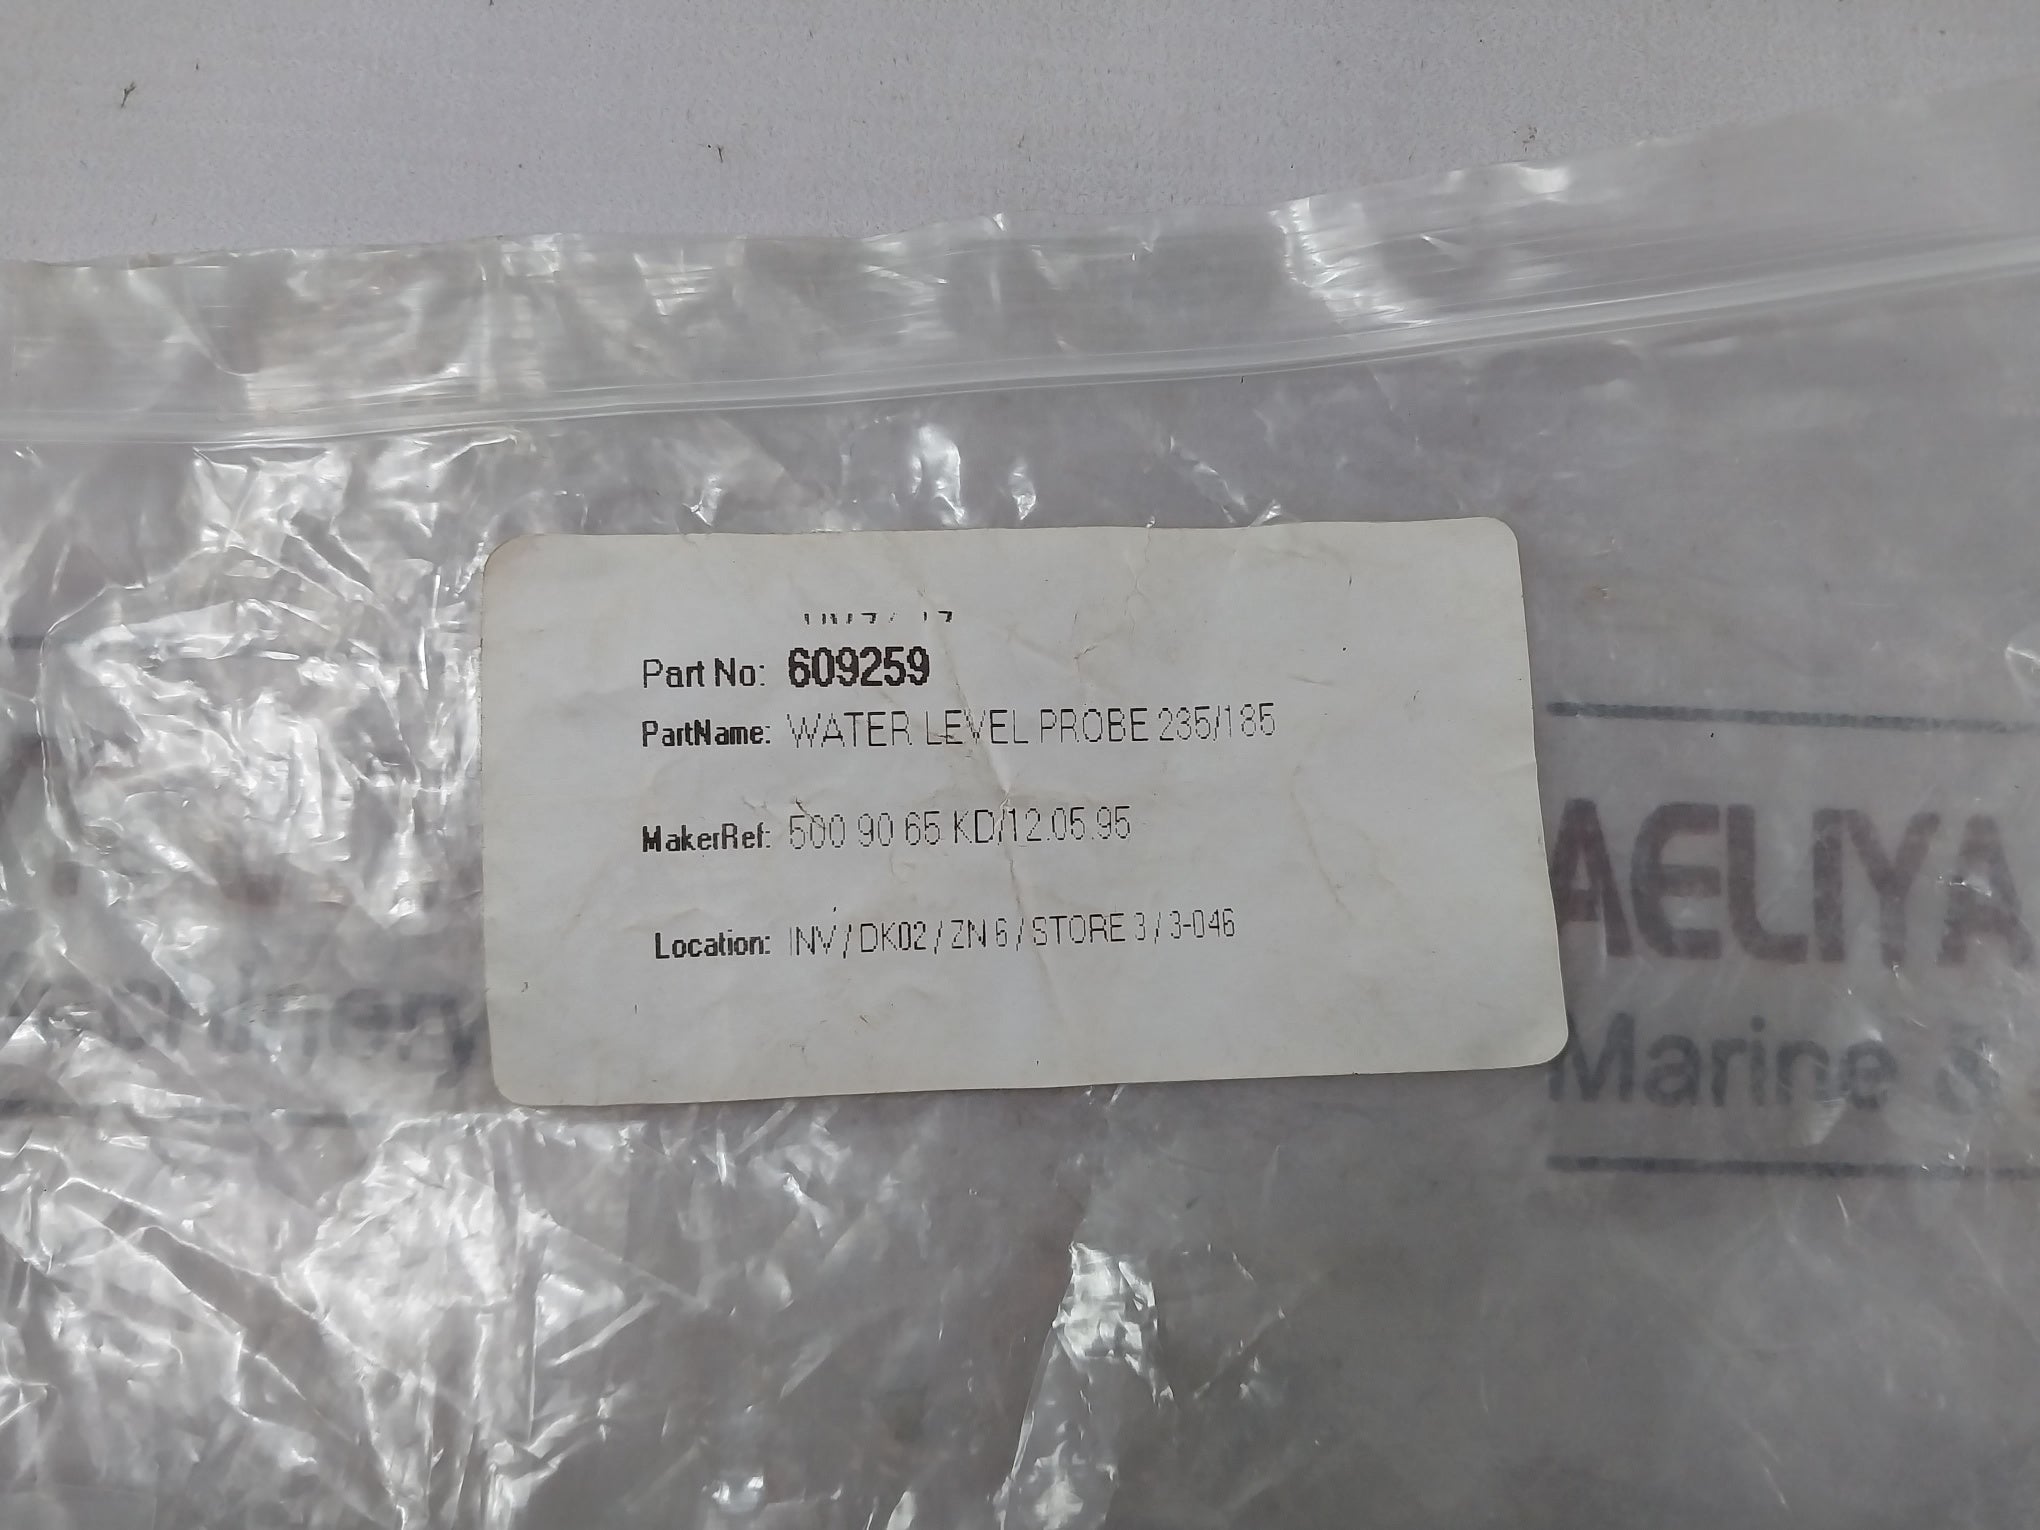 Part No: 609259
PartName: WATER LEVEL PROBE 235/185
MakerRef: 500 90 65 KD/12.05.95
Location: INV / DK02 / ZN 6 / STORE 3 / 3-046
AELIYA
Marine &